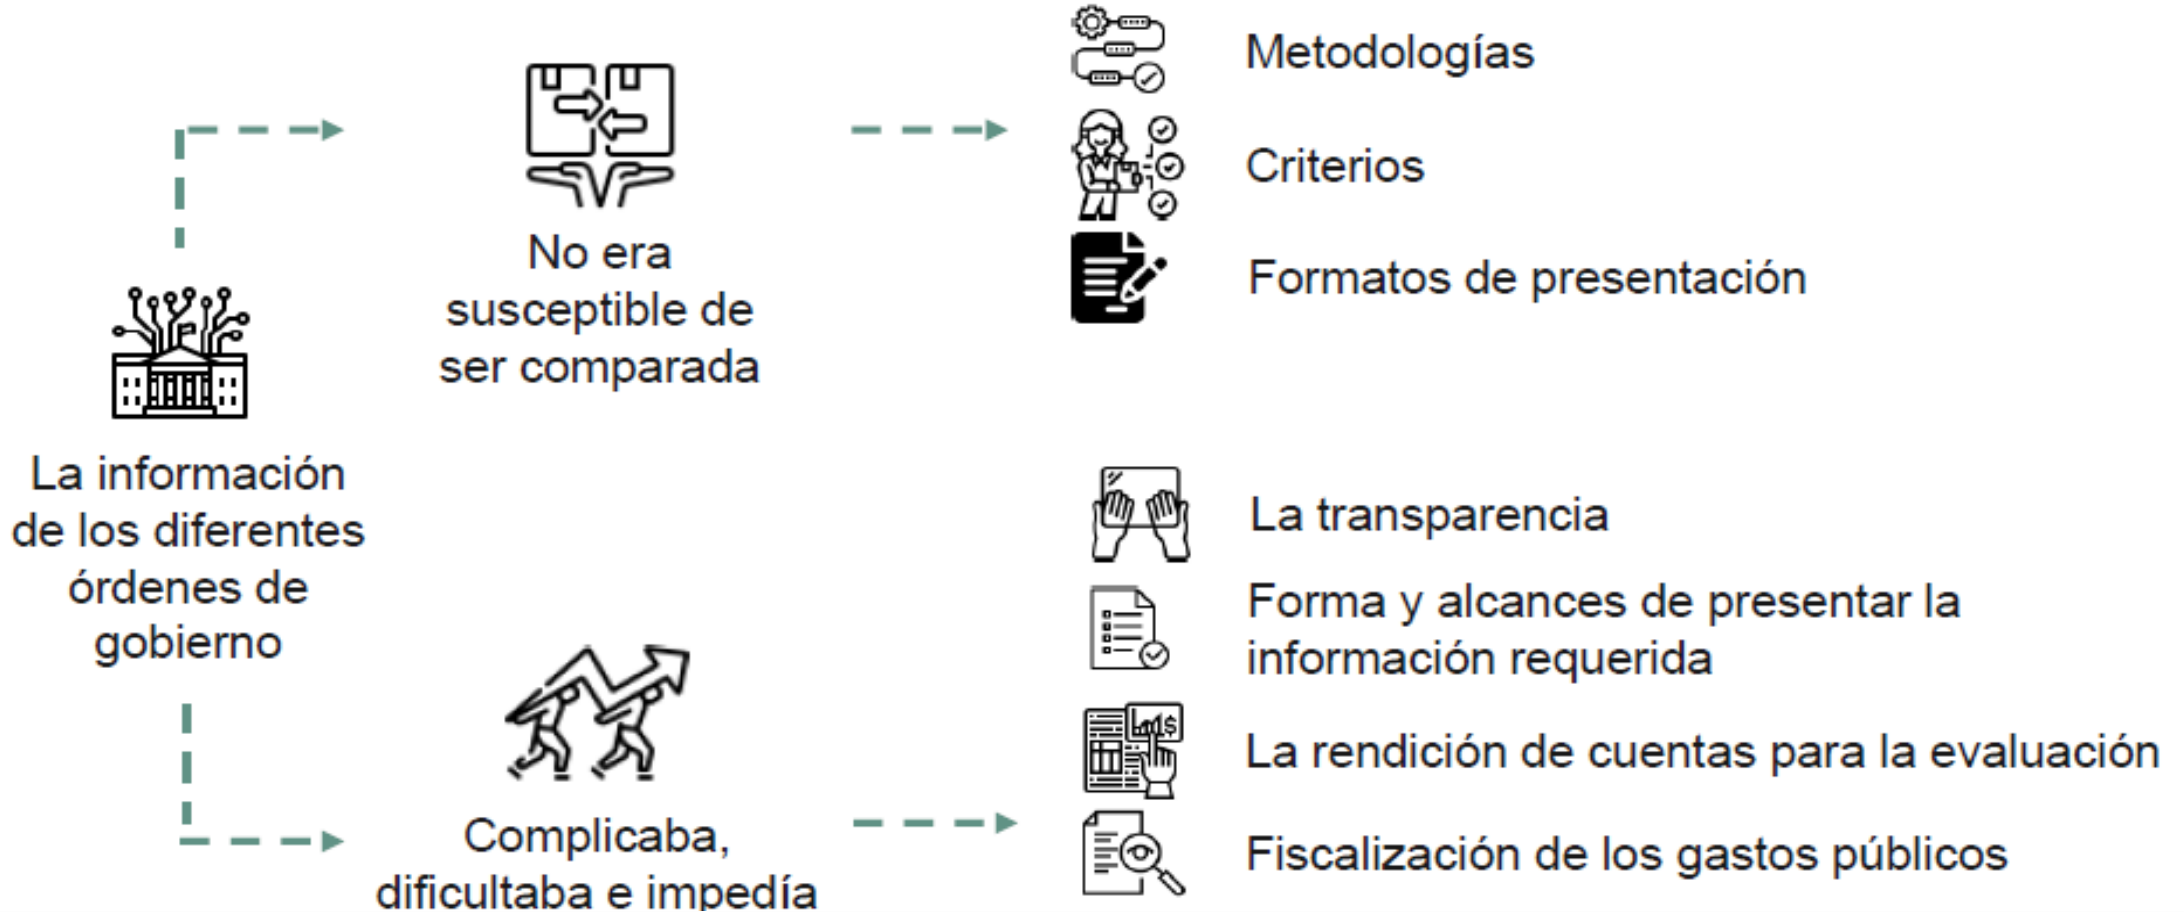 La información
de los diferentes
órdenes de
gobierno
No era
susceptible de
ser comparada
Metodologías
Criterios
Formatos de presentación
Complicaba,
dificultaba e impedía
La transparencia
Forma y alcances de presentar la
información requerida
La rendición de cuentas para la evaluación
Fiscalización de los gastos públicos